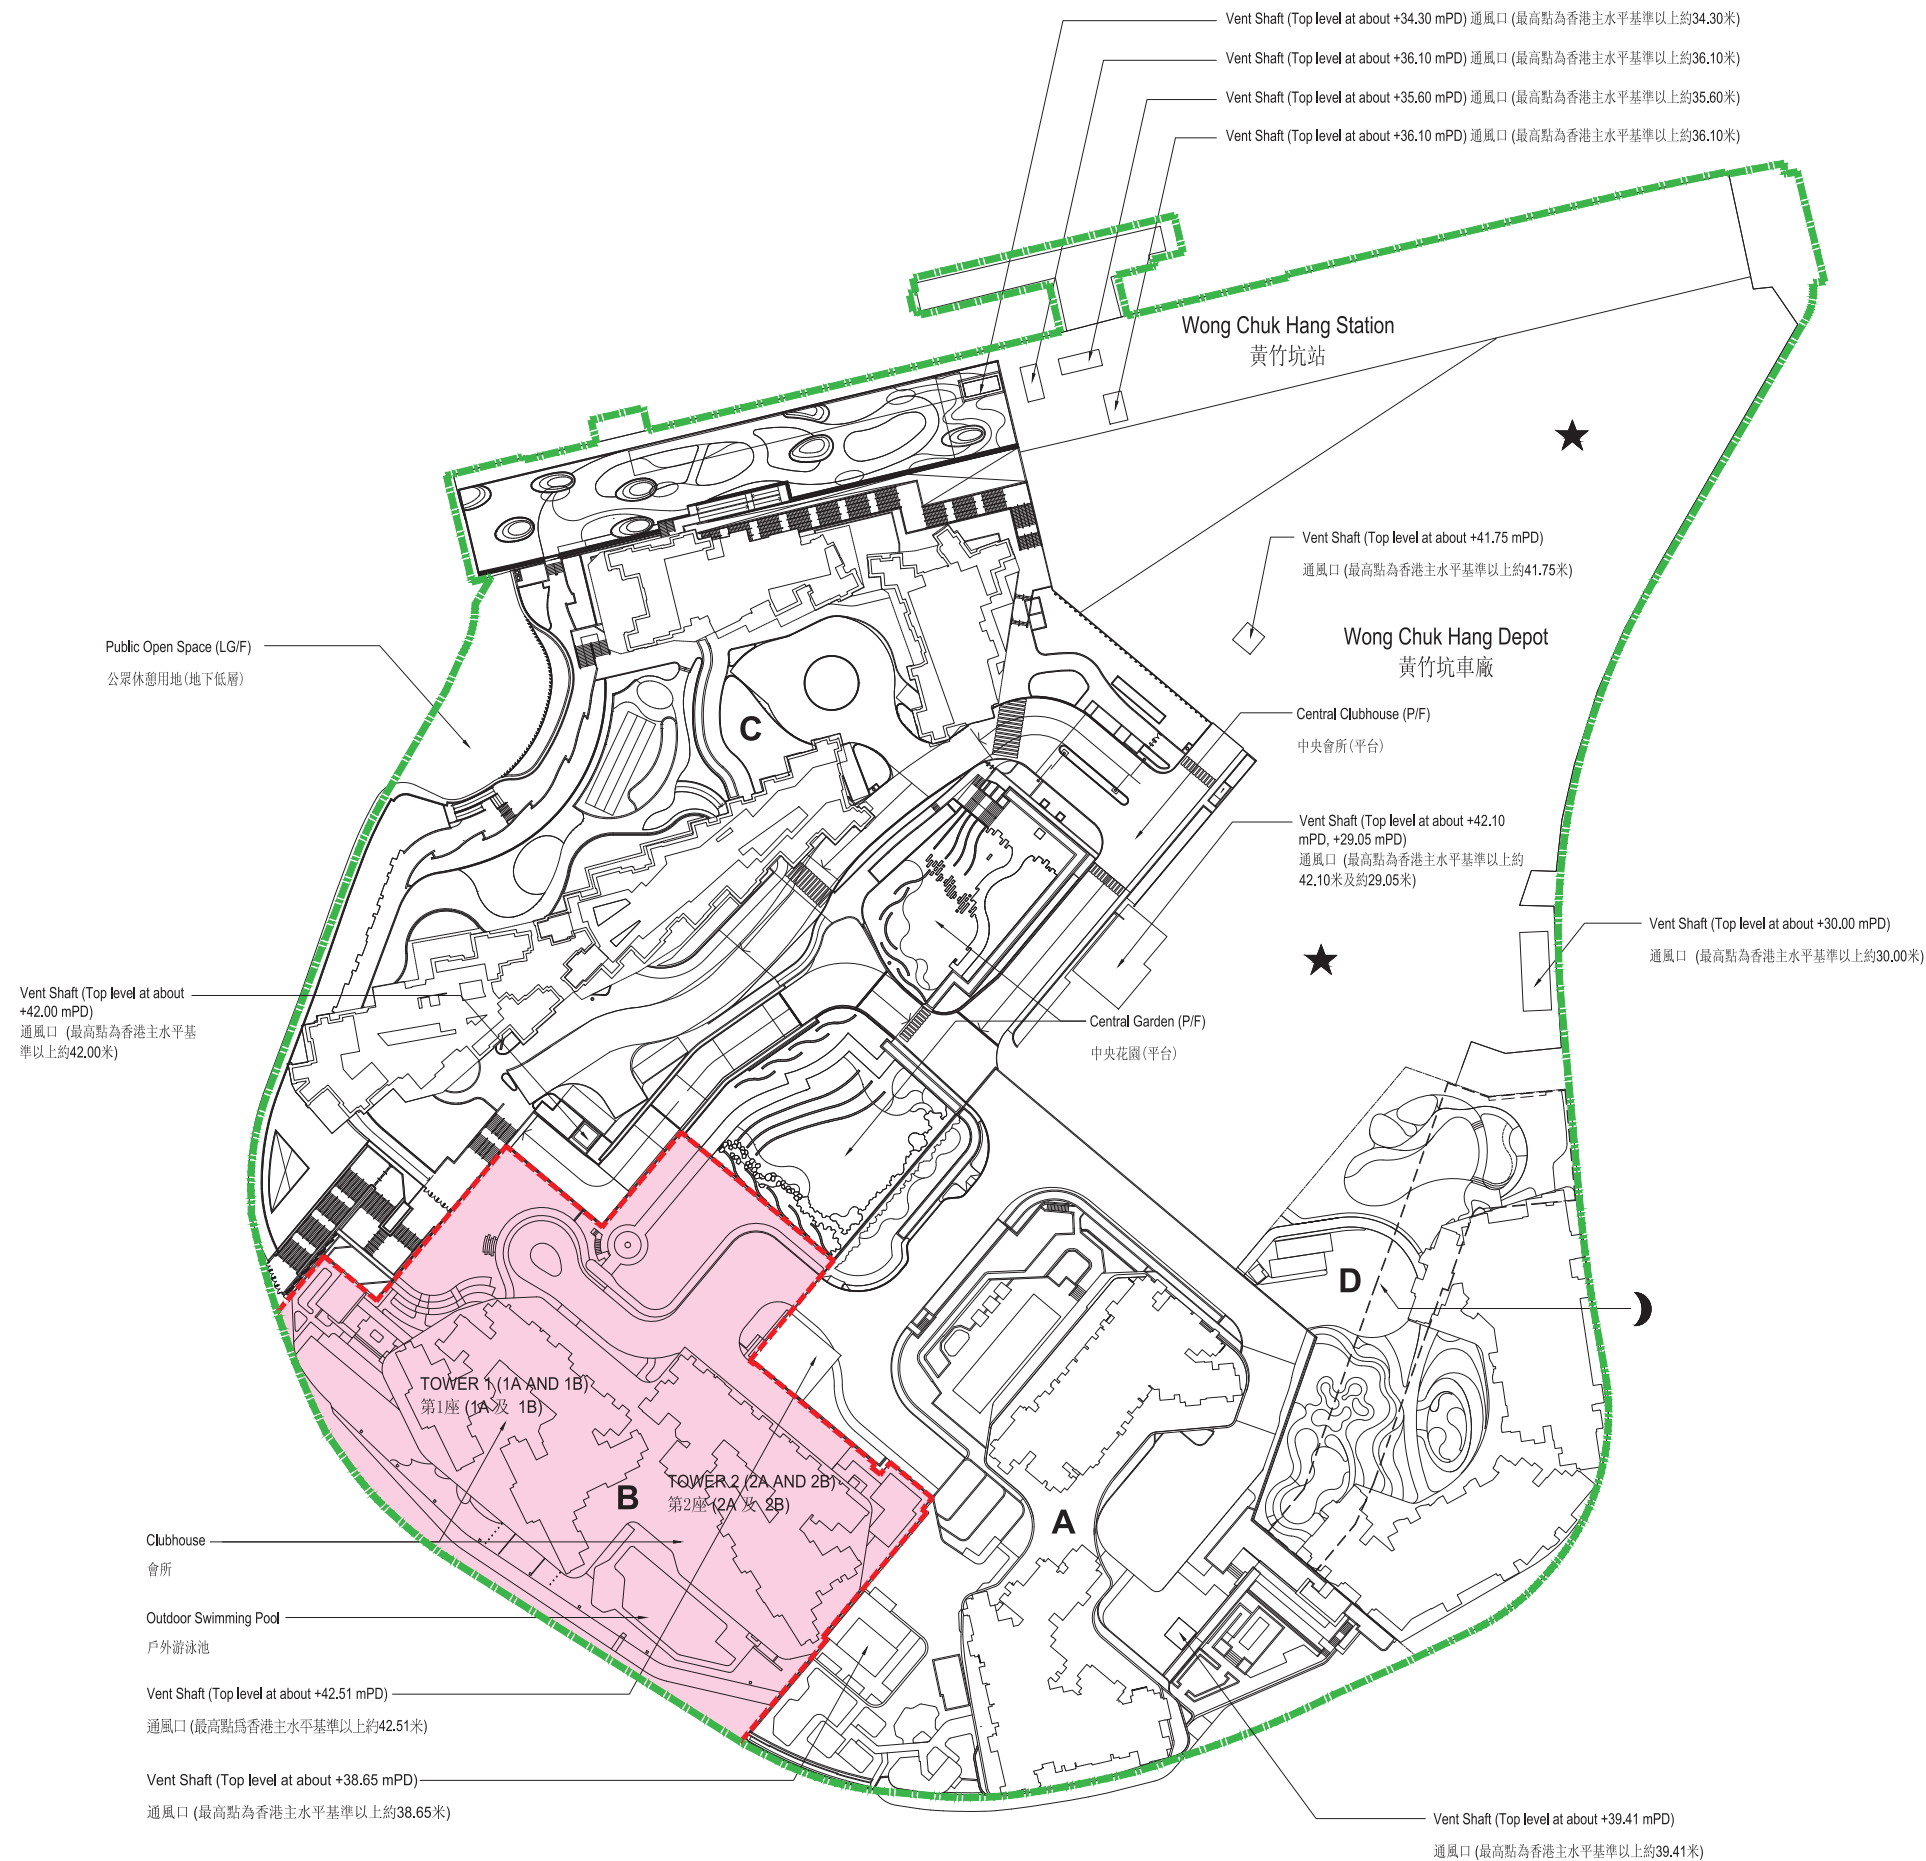 Vent Shaft (Top level at about +34.30 mPD) 通風口 (最高點為香港主水平基準以上約34.30米)
Vent Shaft (Top level at about +36.10 mPD) 通風口 (最高點為香港主水平基準以上約36.10米)
Vent Shaft (Top level at about +35.60 mPD) 通風口 (最高點為香港主水平基準以上約35.60米)
Vent Shaft (Top level at about +36.10 mPD) 通風口 (最高點為香港主水平基準以上約36.10米)
Wong Chuk Hang Station
黃竹坑站
Vent Shaft (Top level at about +41.75 mPD)
通風口 (最高點為香港主水平基準以上約41.75米)
Wong Chuk Hang Depot
黃竹坑車廠
Public Open Space (LG/F)
公眾休憩用地(地下低層)
C
Central Clubhouse (P/F)
中央會所(平台)
Vent Shaft (Top level at about +42.10
mPD, +29.05 mPD)
通風口 (最高點為香港主水平基準以上約
42.10米及約29.05米)
Vent Shaft (Top level at about +30.00 mPD)
通風口 (最高點為香港主水平基準以上約30.00米)
Vent Shaft (Top level at about
+42.00 mPD)
通風口 (最高點為香港主水平基
準以上約42.00米)
Central Garden (P/F)
中央花園(平台)
D
TOWER 1 (1A AND 1B)
第1座 (1A 及 1B)
TOWER 2 (2A AND 2B)
第2座 (2A 及 2B)
B
A
Clubhouse
會所
Outdoor Swimming Pool
戶外游泳池
Vent Shaft (Top level at about +42.51 mPD)
通風口 (最高點爲香港主水平基準以上約42.51米)
Vent Shaft (Top level at about +38.65 mPD)
通風口 (最高點為香港主水平基準以上約38.65米)
Vent Shaft (Top level at about +39.41 mPD)
通風口 (最高點為香港主水平基準以上約39.41米)